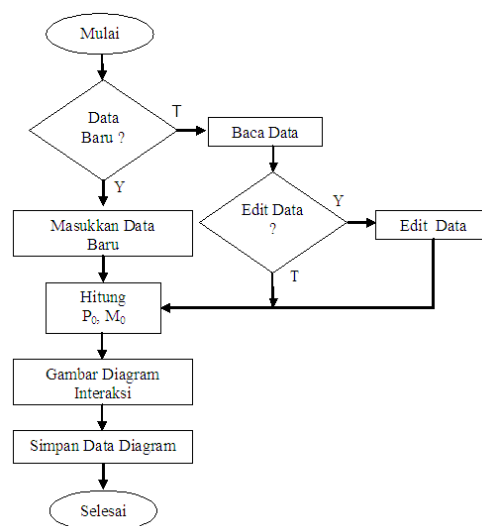 Mulai
Data
Baru ?
T
Baca Data
Y
Edit Data
?
Y
Edit Data
T
Masukkan Data
Baru
Hitung
P₀, M₀
Gambar Diagram
Interaksi
Simpan Data Diagram
Selesai